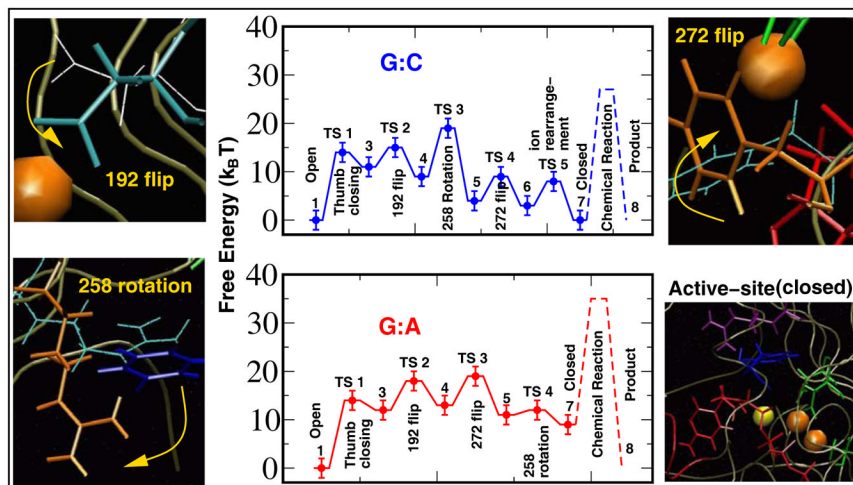 192 flip
258 rotation
Free Energy (k_B T)
40
30
20
10
0
G:C
1
Open
TS 1
Thumb
closing
3
TS 2
192 flip
4
TS 3
258 Rotation
5
TS 4
272 flip
6
ion
rearrange-
ment
TS 5
7
Closed
Chemical Reaction
Product
8
40
30
20
10
0
G:A
1
Open
TS 1
Thumb
closing
3
TS 2
192 flip
4
TS 3
272 flip
5
TS 4
258
rotation
7
Closed
Chemical Reaction
Product
8
272 flip
Active-site(closed)